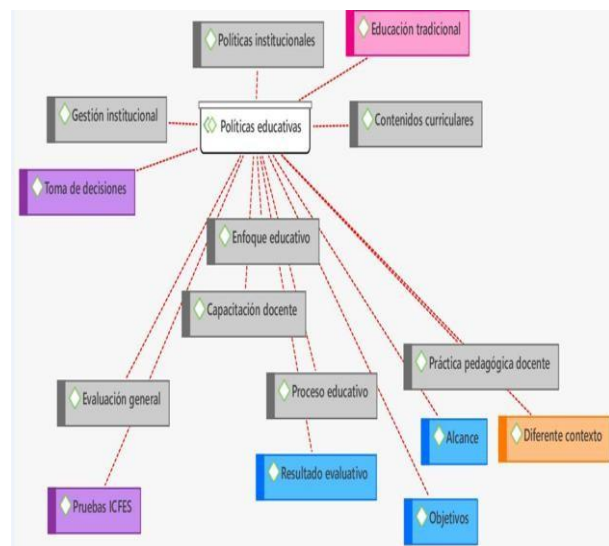 Educación tradicional
Políticas institucionales
Gestión institucional
Políticas educativas
Contenidos curriculares
Toma de decisiones
Enfoque educativo
Capacitación docente
Práctica pedagógica docente
Evaluación general
Proceso educativo
Alcance
Diferente contexto
Resultado evaluativo
Pruebas ICFES
Objetivos